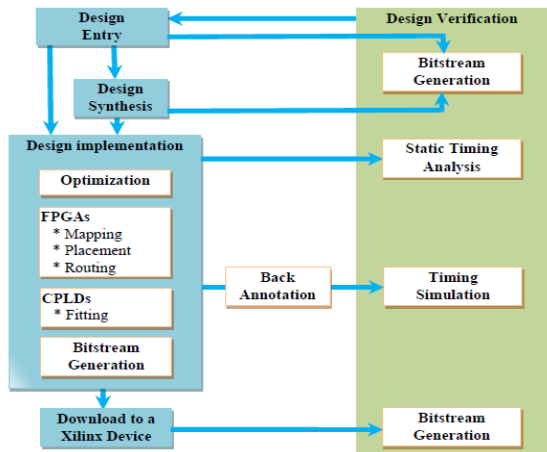 Design Verification
Design
Entry
Bitstream
Generation
Design
Synthesis
Design implementation
Static Timing
Analysis
Optimization
FPGAs
* Mapping
* Placement
* Routing
Back
Annotation
Timing
Simulation
CPLDs
* Fitting
Bitstream
Generation
Download to a
Xilinx Device
Bitstream
Generation